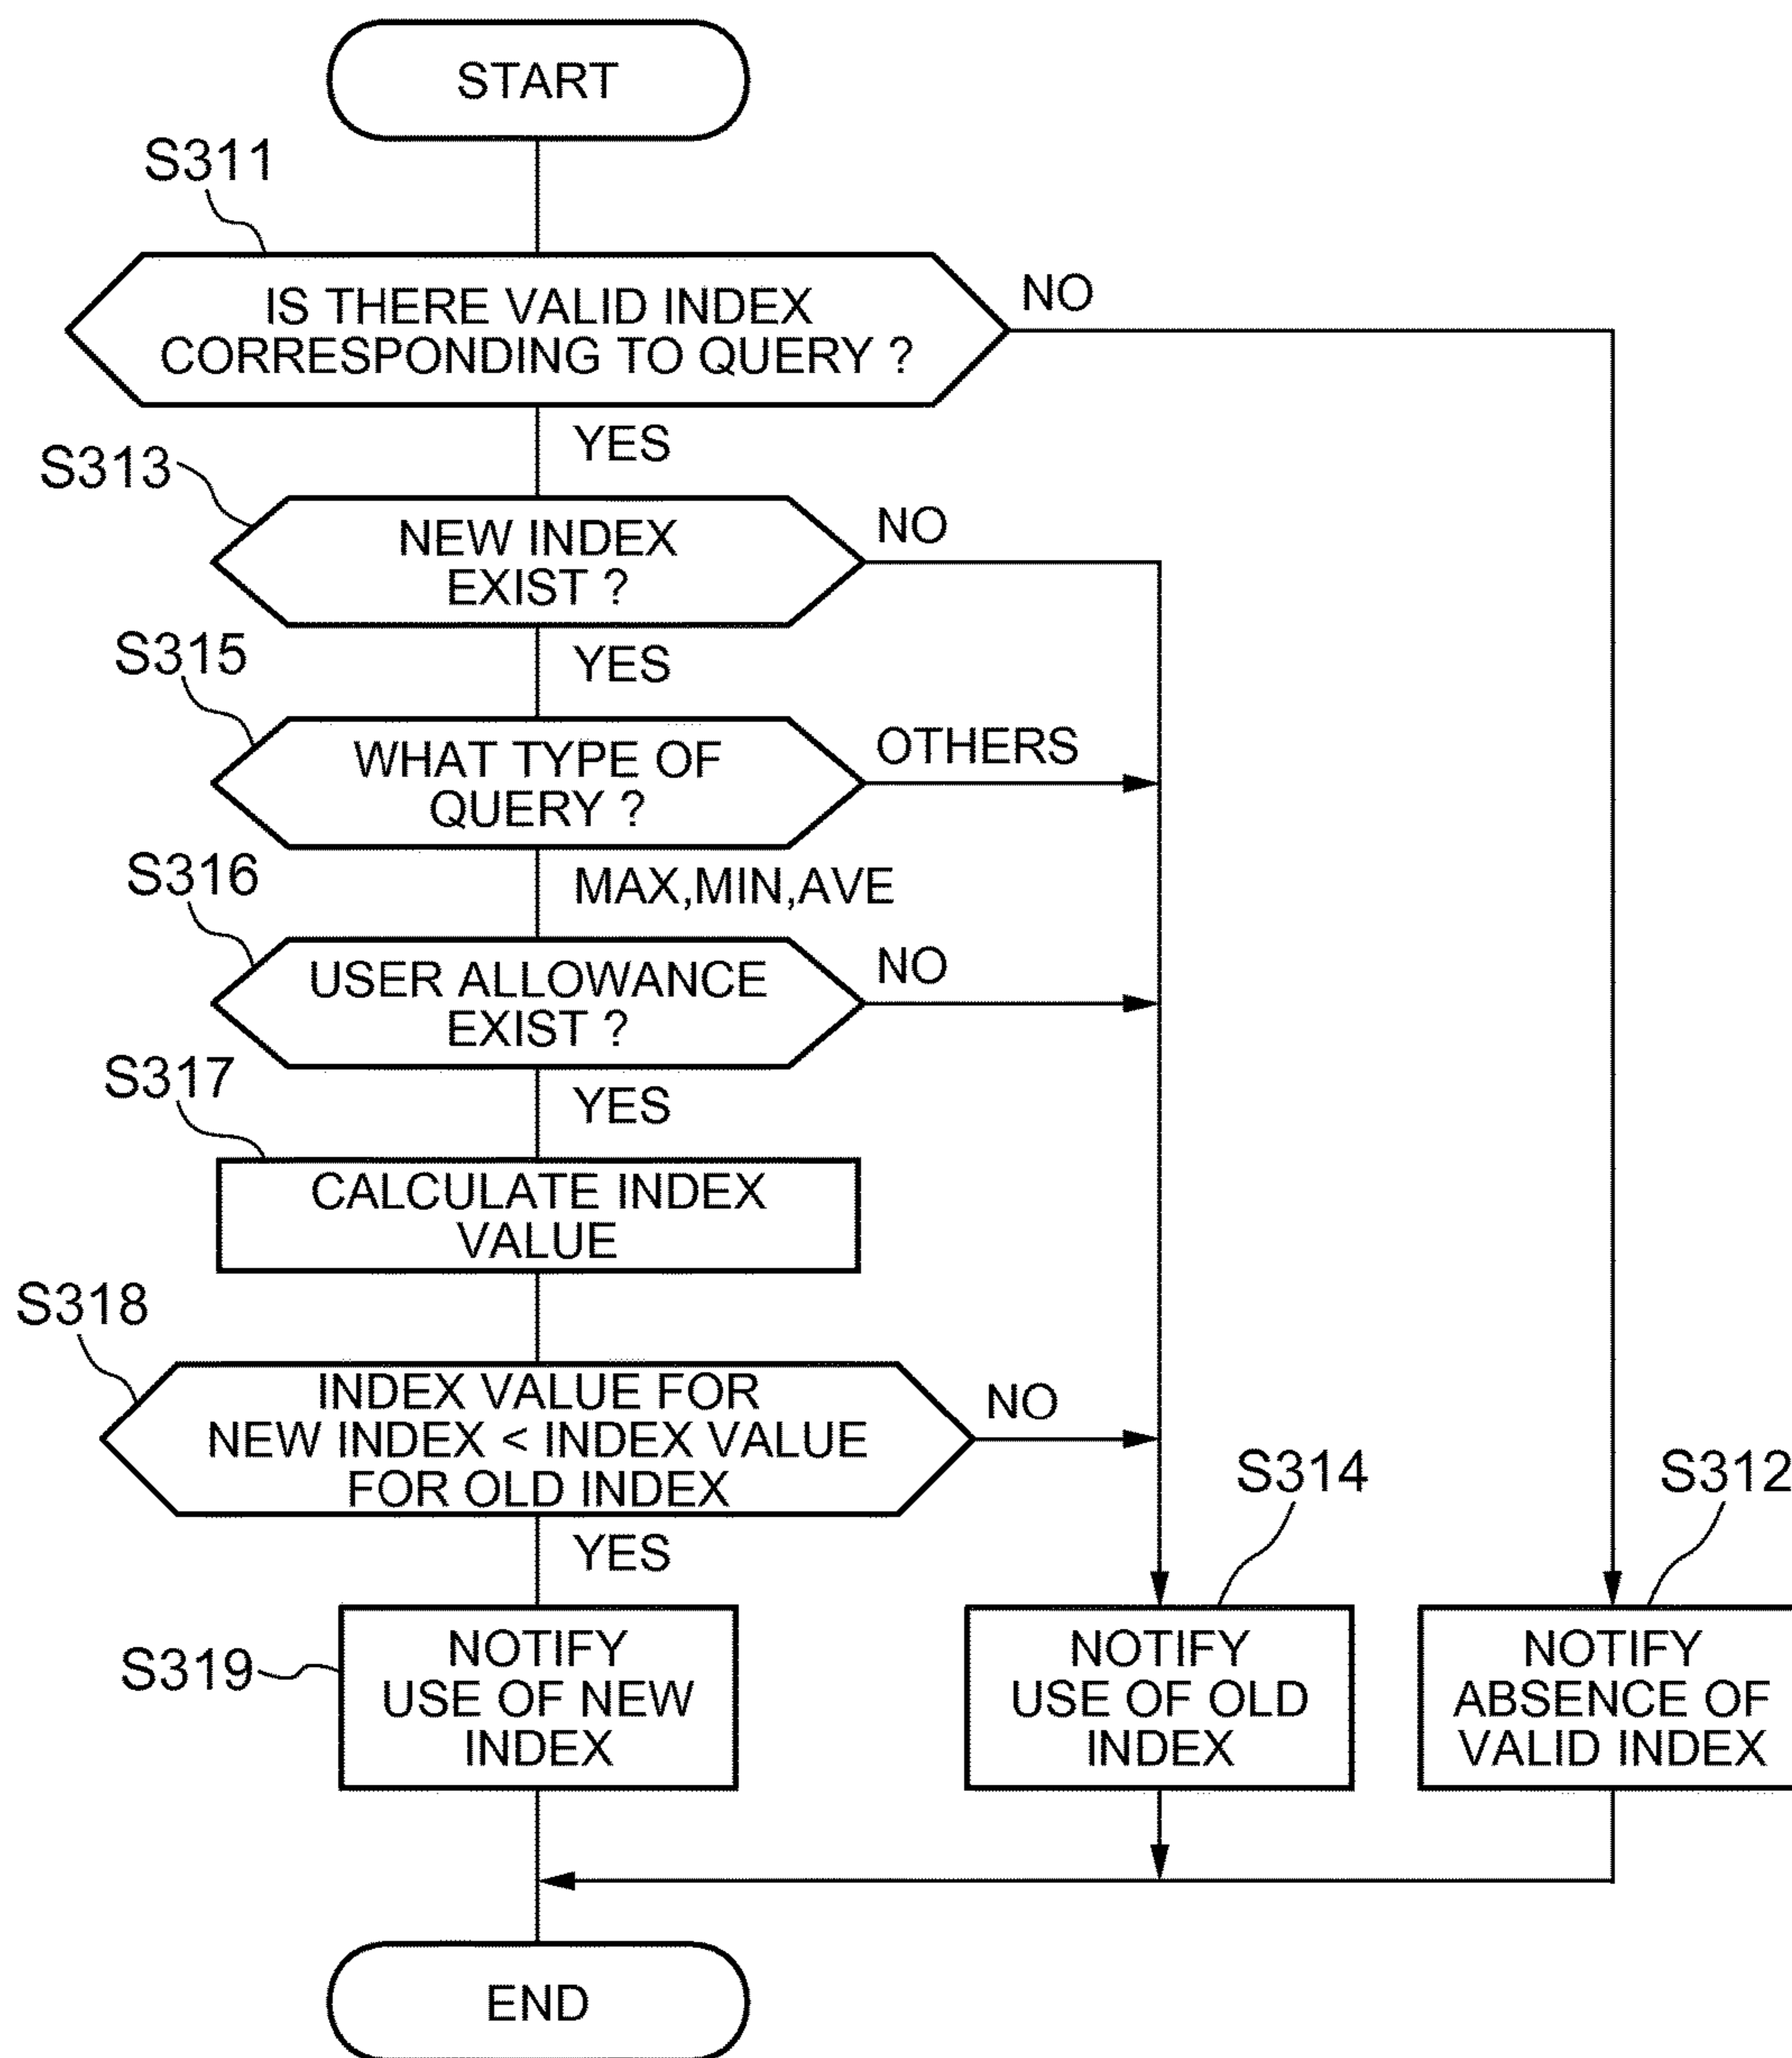 START
S311
IS THERE VALID INDEX
CORRESPONDING TO QUERY ?
NO
YES
S313
NEW INDEX
EXIST ?
NO
YES
S315
WHAT TYPE OF
QUERY ?
OTHERS
MAX,MIN,AVE
S316
USER ALLOWANCE
EXIST ?
NO
YES
S317
CALCULATE INDEX
VALUE
S318
INDEX VALUE FOR
NEW INDEX < INDEX VALUE
FOR OLD INDEX
NO
YES
S319
NOTIFY
USE OF NEW
INDEX
S314
NOTIFY
USE OF OLD
INDEX
S312
NOTIFY
ABSENCE OF
VALID INDEX
END